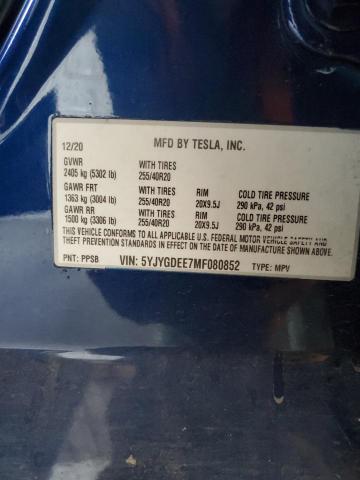 12/20 MFD BY TESLA, INC.
GVWR WITH TIRES
2405 kg (5302 lb) 255/40R20
GAWR FRT WITH TIRES RIM COLD TIRE PRESSURE
1363 kg (3004 lb) 255/40R20 20X9.5J 290 kPa, 42 psi
GAWR RR WITH TIRES RIM COLD TIRE PRESSURE
1500 kg (3306 lb) 255/40R20 20X9.5J 290 kPa, 42 psi
THIS VEHICLE CONFORMS TO ALL APPLICABLE U.S. FEDERAL MOTOR VEHICLE SAFETY AND
THEFT PREVENTION STANDARDS IN EFFECT ON THE DATE OF MANUFACTURE SHOWN ABOVE.
PNT: PPSB VIN: 5YJYGDEE7MF080852 TYPE: MPV